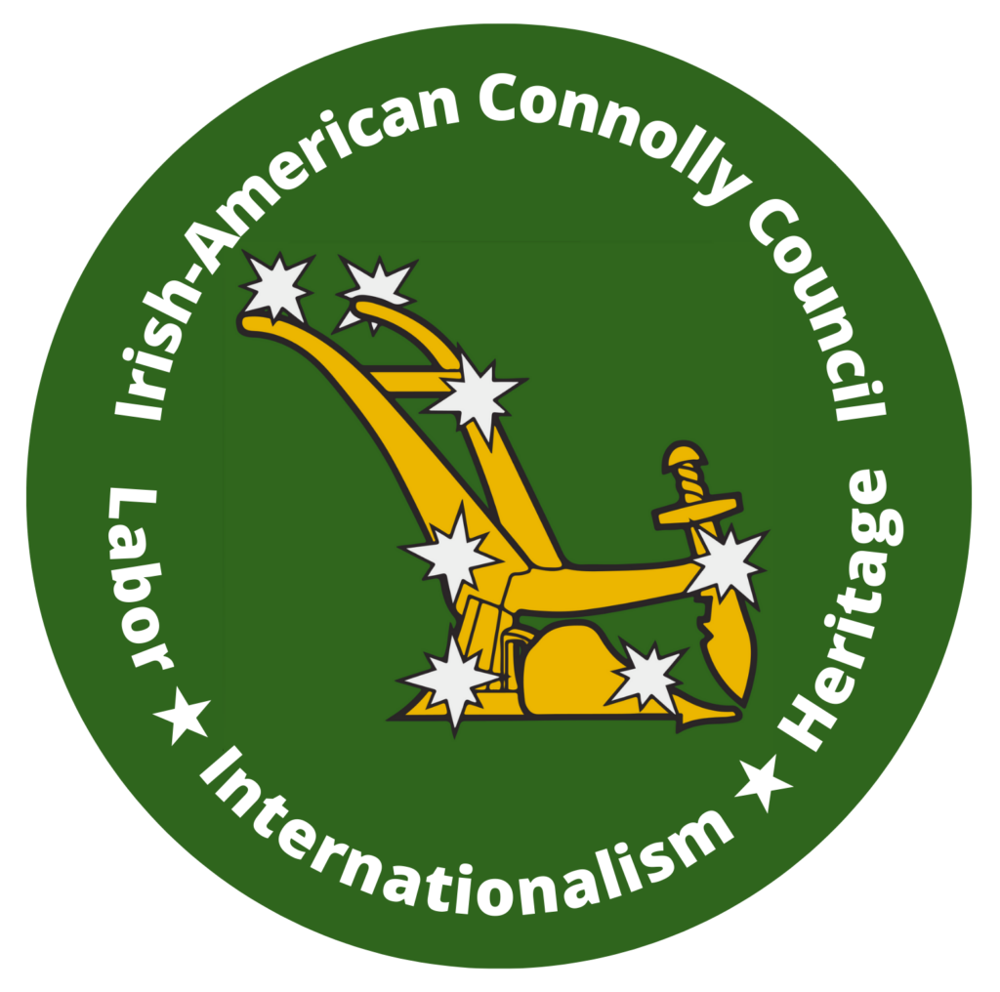 Irish-American Connolly Council
Labor ★ Internationalism ★ Heritage